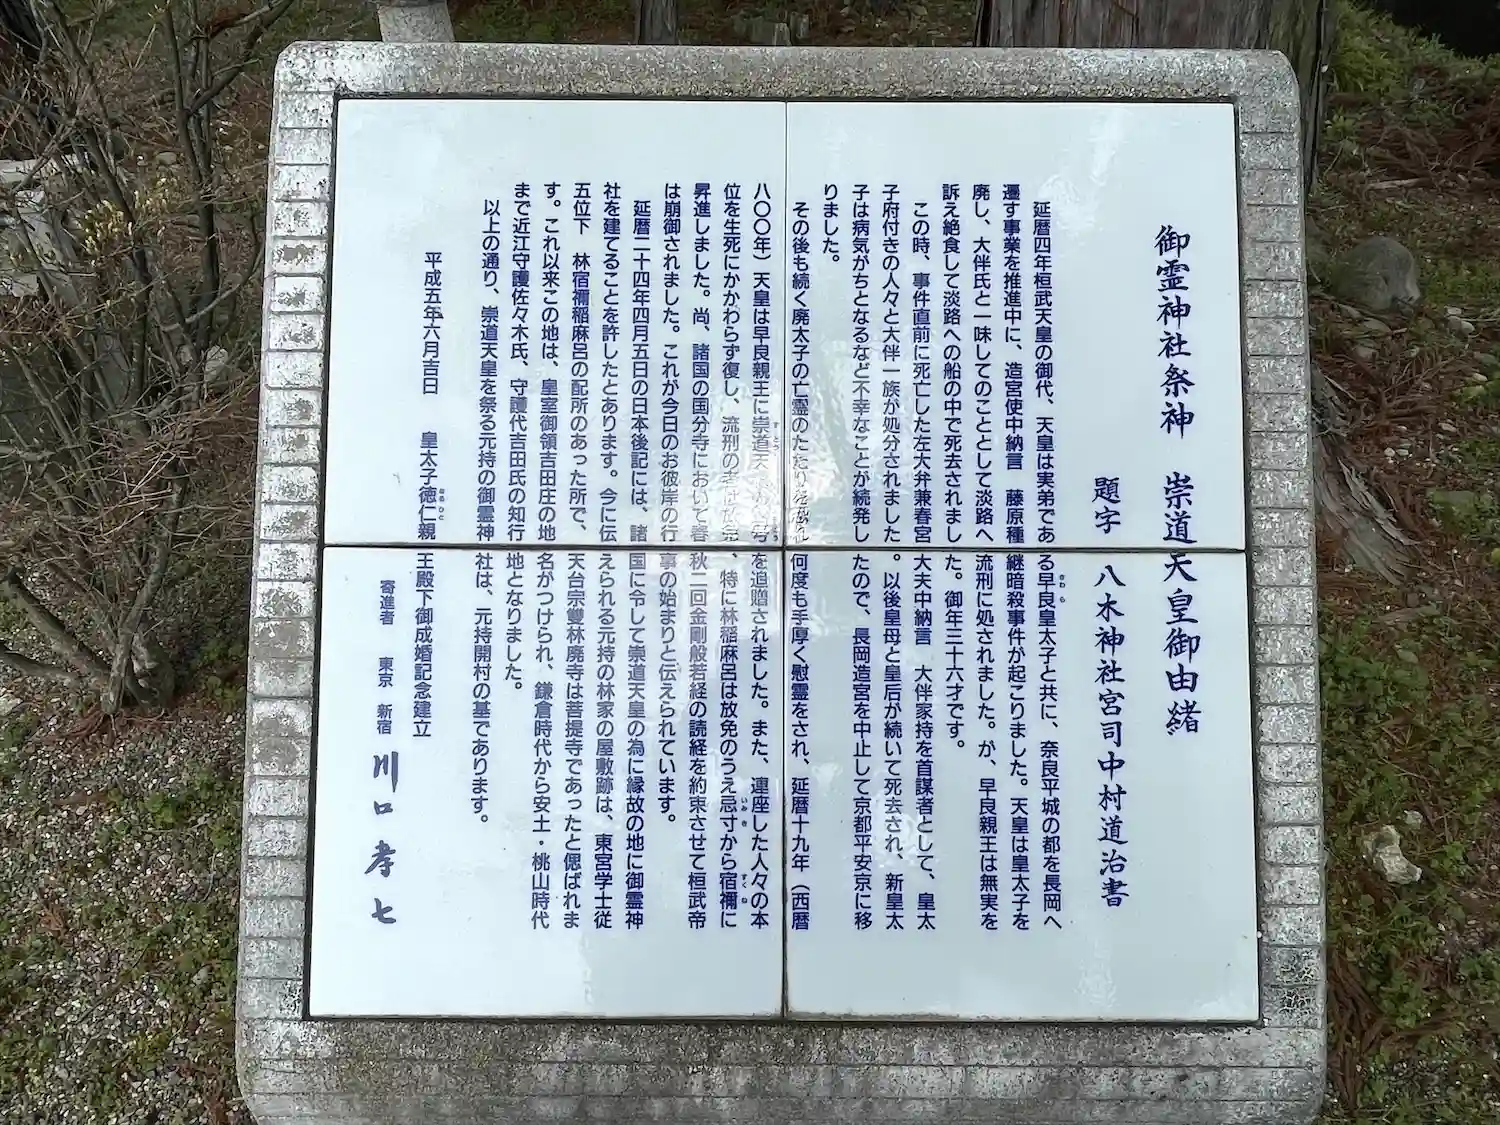 御霊神社祭神 崇道天皇御由緒
題字 八木神社宮司中村道治書
延暦四年桓武天皇の御代、天皇は実弟である早良皇太子と共に、奈良平城の都を長岡へ
遷す事業を推進中に、造宮使中納言 藤原種継暗殺事件が起こりました。天皇は皇太子を
廃し、大伴氏と一味してのこととして淡路へ流刑に処されました。が、早良親王は無実を
訴え絶食して淡路への船の中で死去されました。御年三十六才です。
この時、事件直前に死亡した左大弁兼春宮大夫中納言 大伴家持を首謀者として、皇太
子府付きの人々と大伴一族が処分されました。以後皇母と皇后が続いて死去され、新皇太
子は病気がちとなるなど不幸なことが続発したので、長岡造宮を中止して京都平安京に移
りました。
その後も続く廃太子の亡霊のたたりを恐れ何度も手厚く慰霊をされ、延暦十九年(西暦
八〇〇年)天皇は早良親王に崇道天皇の尊号を追贈されました。また、連座した人々の本
位を生死にかかわらず復し、流刑の者は放免、特に林稲麻呂は放免のうえ忌寸から宿禰に
昇進しました。尚、諸国の国分寺において春秋二回金剛般若経の読経を約束させて桓武帝
は崩御されました。これが今日のお彼岸の行事の始まりと伝えられています。
延暦二十四年四月五日の日本後記には、諸国に令して崇道天皇の為に縁故の地に御霊神
社を建てることを許したとあります。今に伝えられる元持の林家の屋敷跡は、東宮学士従
五位下 林宿禰稲麻呂の配所のあった所で、天台宗雙林廃寺は菩提寺であったと偲ばれま
す。これ以来この地は、皇室御領吉田庄の地名がつけられ、鎌倉時代から安土・桃山時代
まで近江守護佐々木氏、守護代吉田氏の知行地となりました。
以上の通り、崇道天皇を祭る元持の御霊神社は、元持開村の基であります。
平成五年六月吉日 皇太子徳仁親王殿下御成婚記念建立
寄進者 東京 新宿 川口孝七